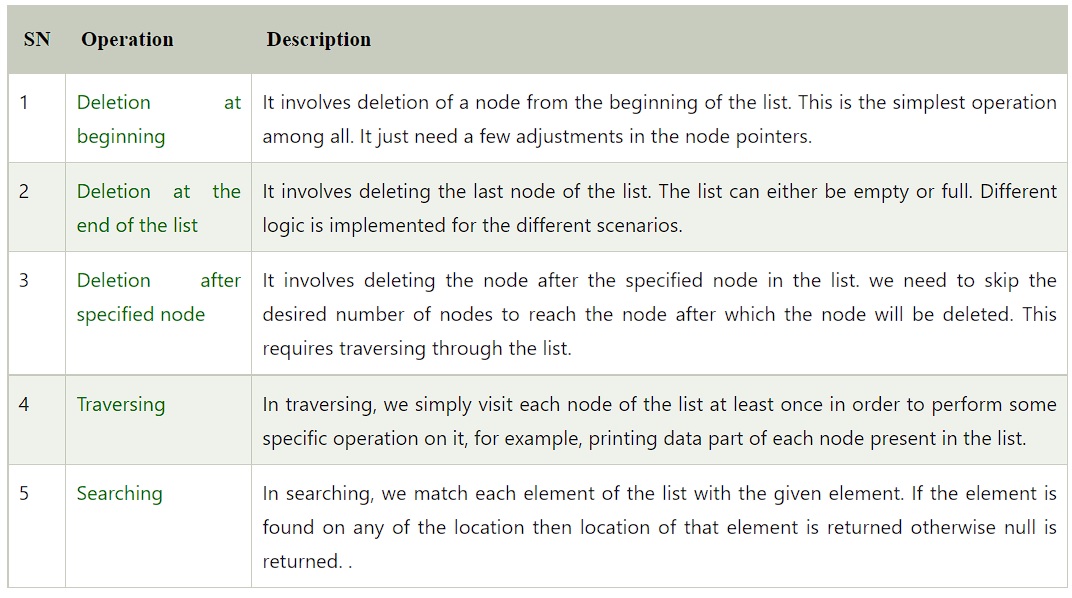 SN Operation Description
1 Deletion at It involves deletion of a node from the beginning of the list. This is the simplest operation
beginning among all. It just need a few adjustments in the node pointers.
2 Deletion at the It involves deleting the last node of the list. The list can either be empty or full. Different
end of the list logic is implemented for the different scenarios.
3 Deletion after It involves deleting the node after the specified node in the list. we need to skip the
specified node desired number of nodes to reach the node after which the node will be deleted. This
requires traversing through the list.
4 Traversing In traversing, we simply visit each node of the list at least once in order to perform some
specific operation on it, for example, printing data part of each node present in the list.
5 Searching In searching, we match each element of the list with the given element. If the element is
found on any of the location then location of that element is returned otherwise null is
returned. .